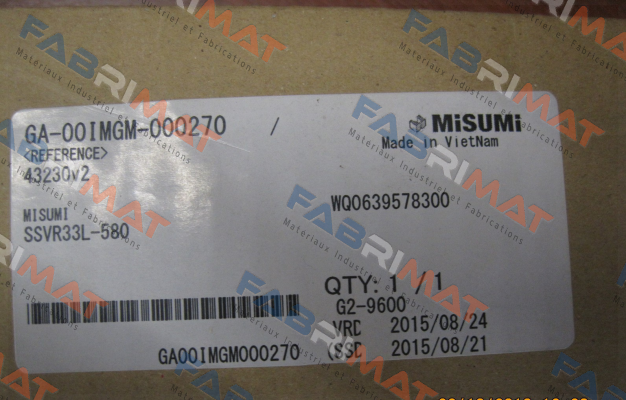 GA-00IMGM-000270 /
MiSUMi
Made in VietNam
<REFERENCE>
43230v2
WQ0639578300
MISUMI
SSVR33L-580
QTY: 1 / 1
G2-9600
VRD 2015/08/24
(SSD 2015/08/21
GA00IMGM000270
FABRIMAT
Materiaux Industriel et Fabrications